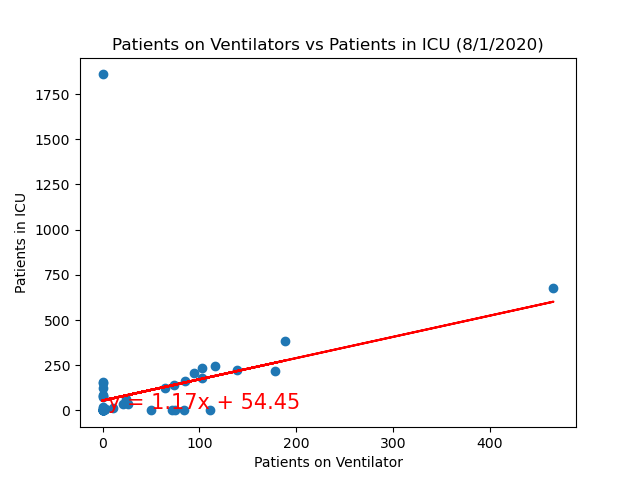 Patients on Ventilators vs Patients in ICU (8/1/2020)
1750
1500
1250
1000
750
500
250
0
Patients in ICU
y = 1.17x + 54.45
0 100 200 300 400
Patients on Ventilator